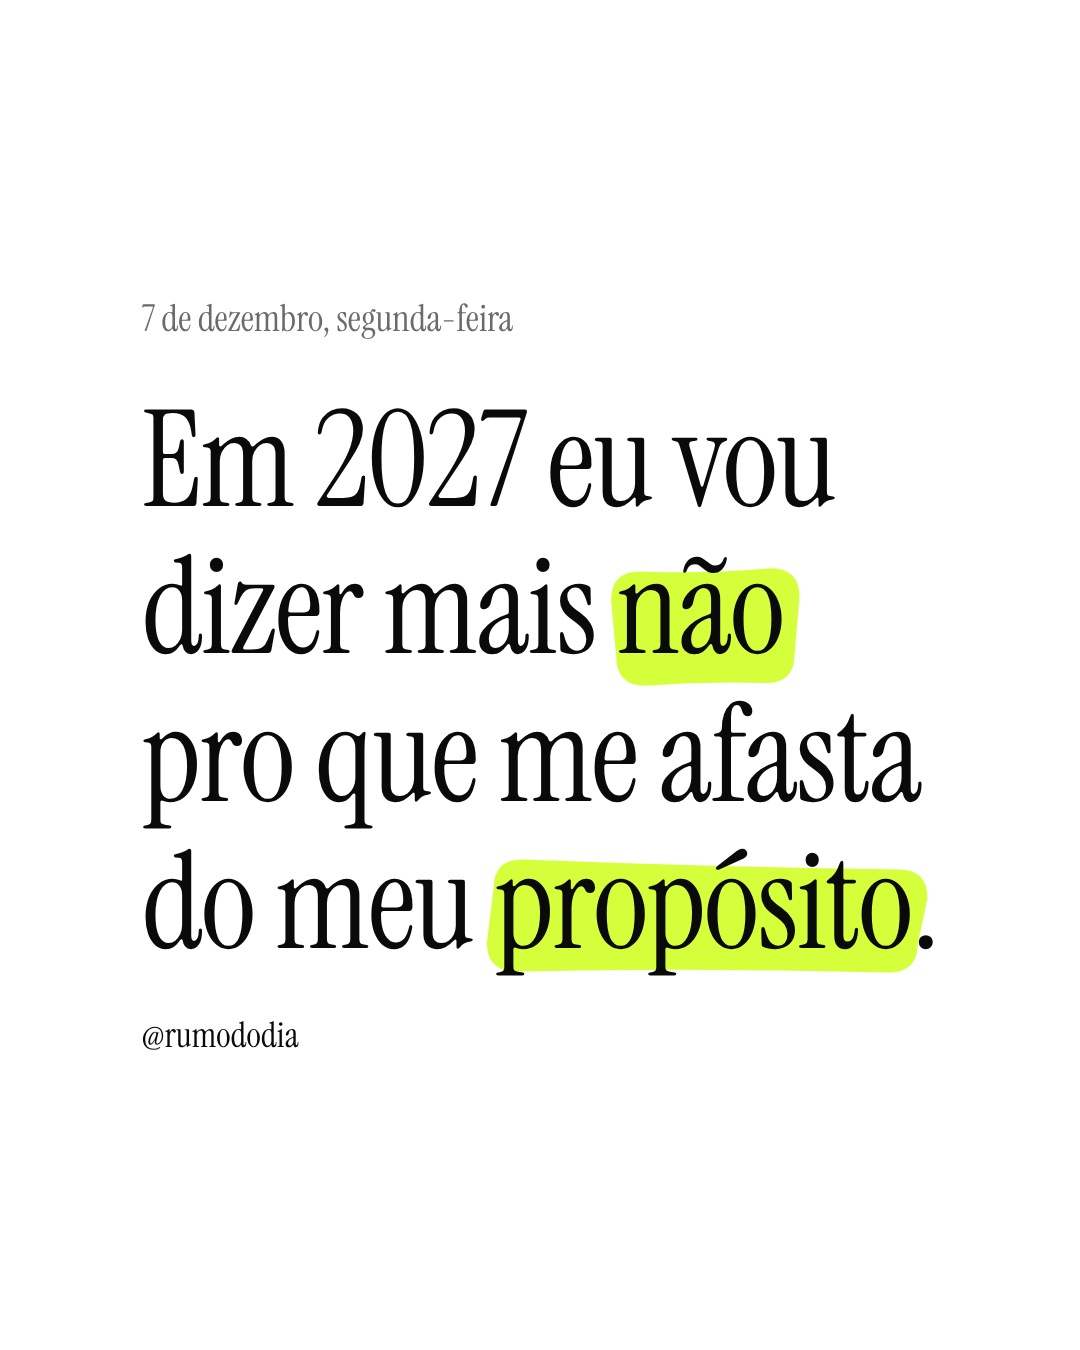 7 de dezembro, segunda-feira
Em 2027 eu vou
dizer mais não
pro que me afasta
do meu propósito.
@rumododia